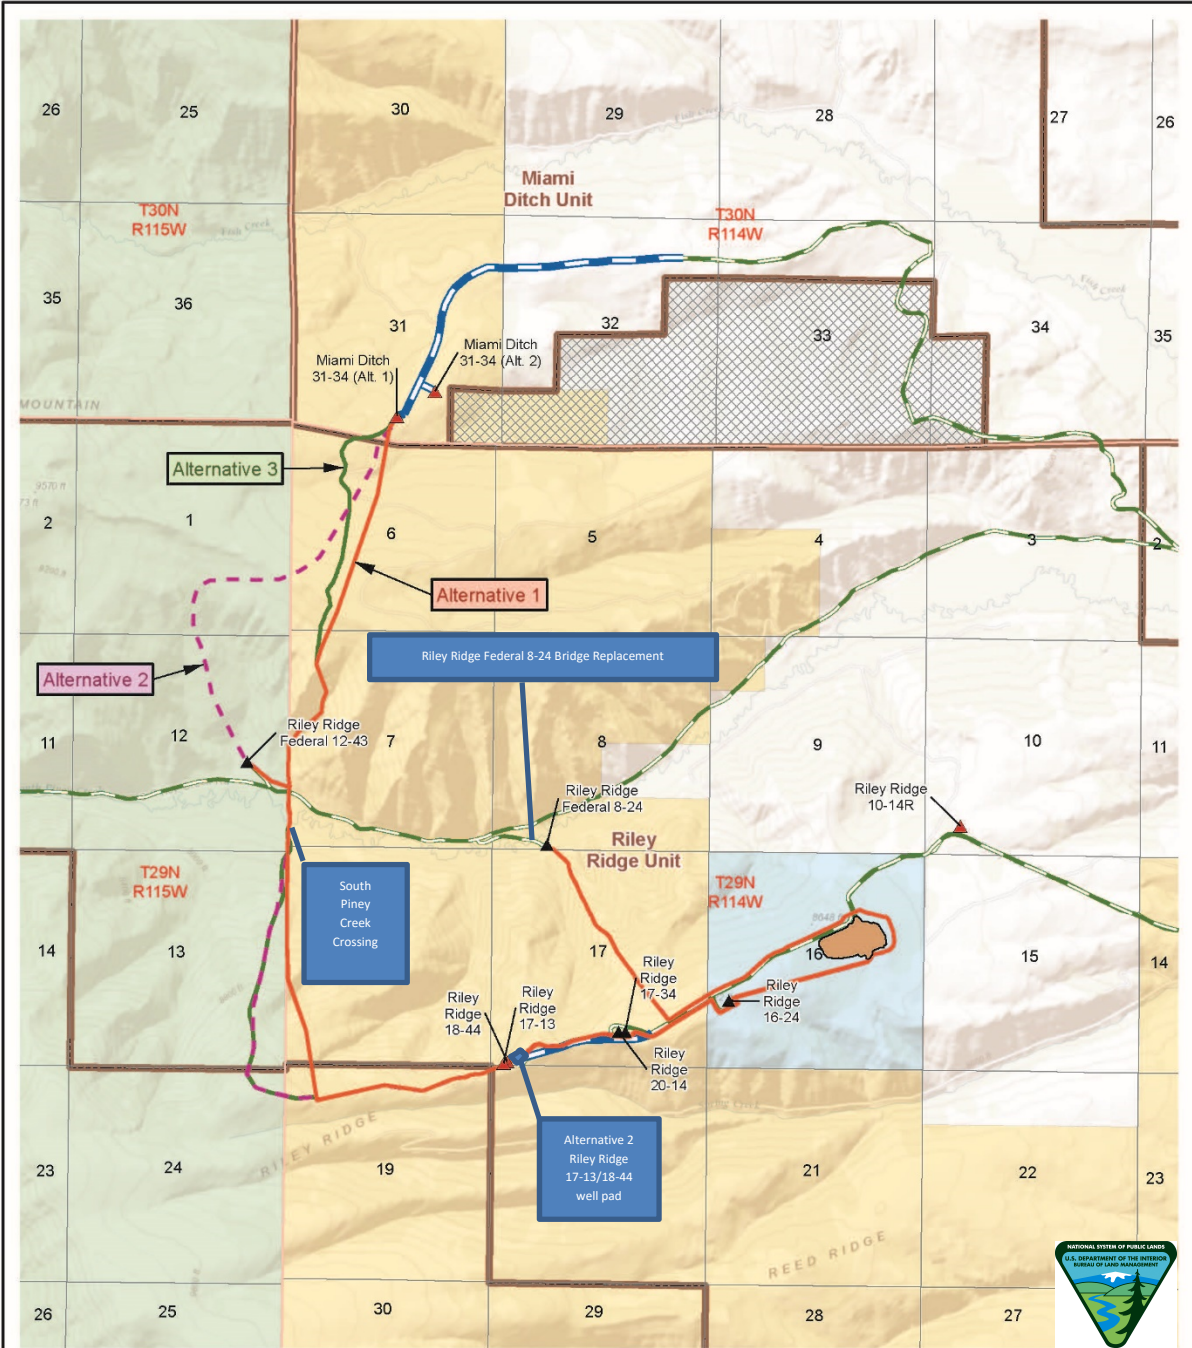 26
25
30
29
28
27
26
Miami
Ditch Unit
T30N
R115W
T30N
R114W
Fish Creek
35
36
31
32
33
34
35
Miami Ditch
31-34 (Alt. 1)
Miami Ditch
31-34 (Alt. 2)
MOUNTAIN
Alternative 3
9570 ft
2
1
6
5
4
3
2
Alternative 1
Riley Ridge Federal 8-24 Bridge Replacement
Alternative 2
11
12
Riley Ridge
Federal 12-43
7
8
9
10
11
Riley Ridge
Federal 8-24
Riley Ridge
10-14R
Riley
Ridge Unit
T29N
R115W
T29N
R114W
South
Piney
Creek
Crossing
8648 ft
14
13
17
16
15
14
Riley
Ridge
18-44
Riley
Ridge
17-13
Riley
Ridge
17-34
Riley
Ridge
16-24
Riley
Ridge
20-14
Alternative 2
Riley Ridge
17-13/18-44
well pad
RILEY RIDGE
23
24
19
21
22
23
REED RIDGE
26
25
30
29
28
27
NATIONAL SYSTEM OF PUBLIC LANDS
U.S. DEPARTMENT OF THE INTERIOR
BUREAU OF LAND MANAGEMENT